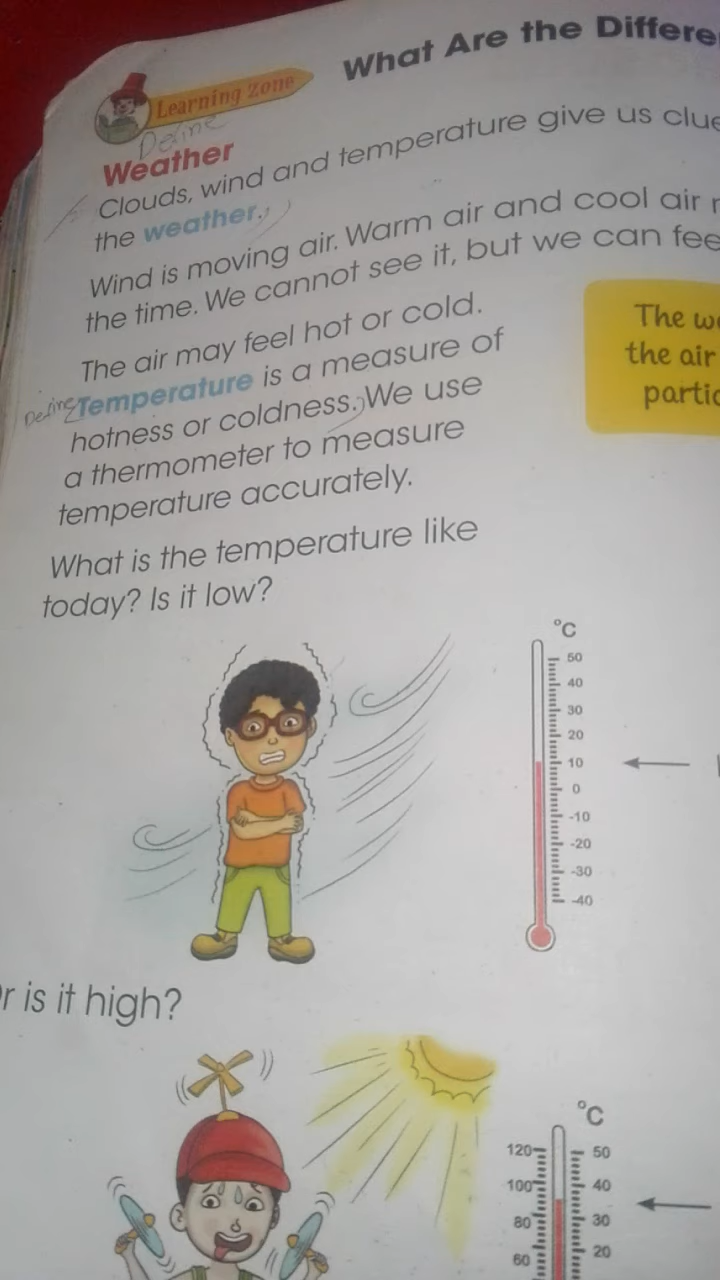 What Are the Differe
Learning Zone
Define
Weather
Clouds, wind and temperature give us clue
the weather.
Wind is moving air. Warm air and cool air
the time. We cannot see it, but we can fee
The air may feel hot or cold.
Define Temperature is a measure of
hotness or coldness. We use
a thermometer to measure
temperature accurately.
The we
the air
partic
What is the temperature like
today? Is it low?
°C
50
40
30
20
10
0
-10
-20
-30
-40
r is it high?
°C
120 50
100 40
80 30
60 20